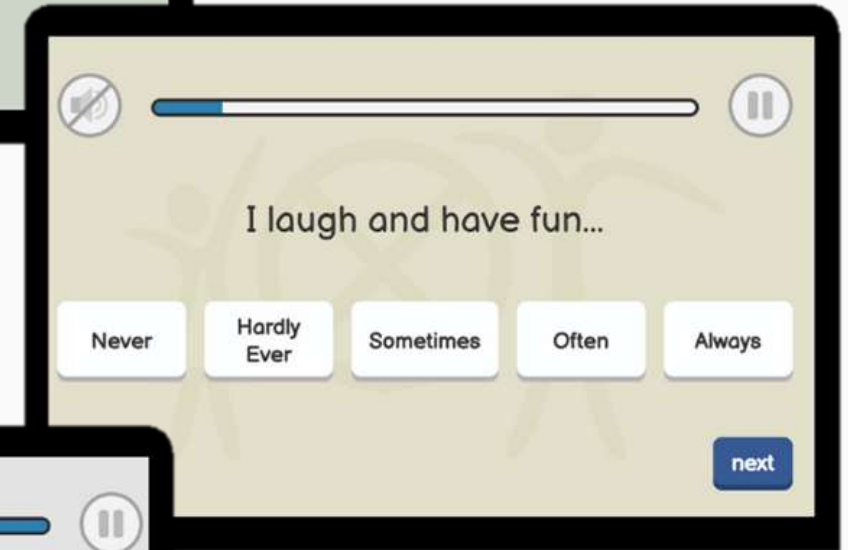 I laugh and have fun...
Never
Hardly
Ever
Sometimes
Often
Always
next